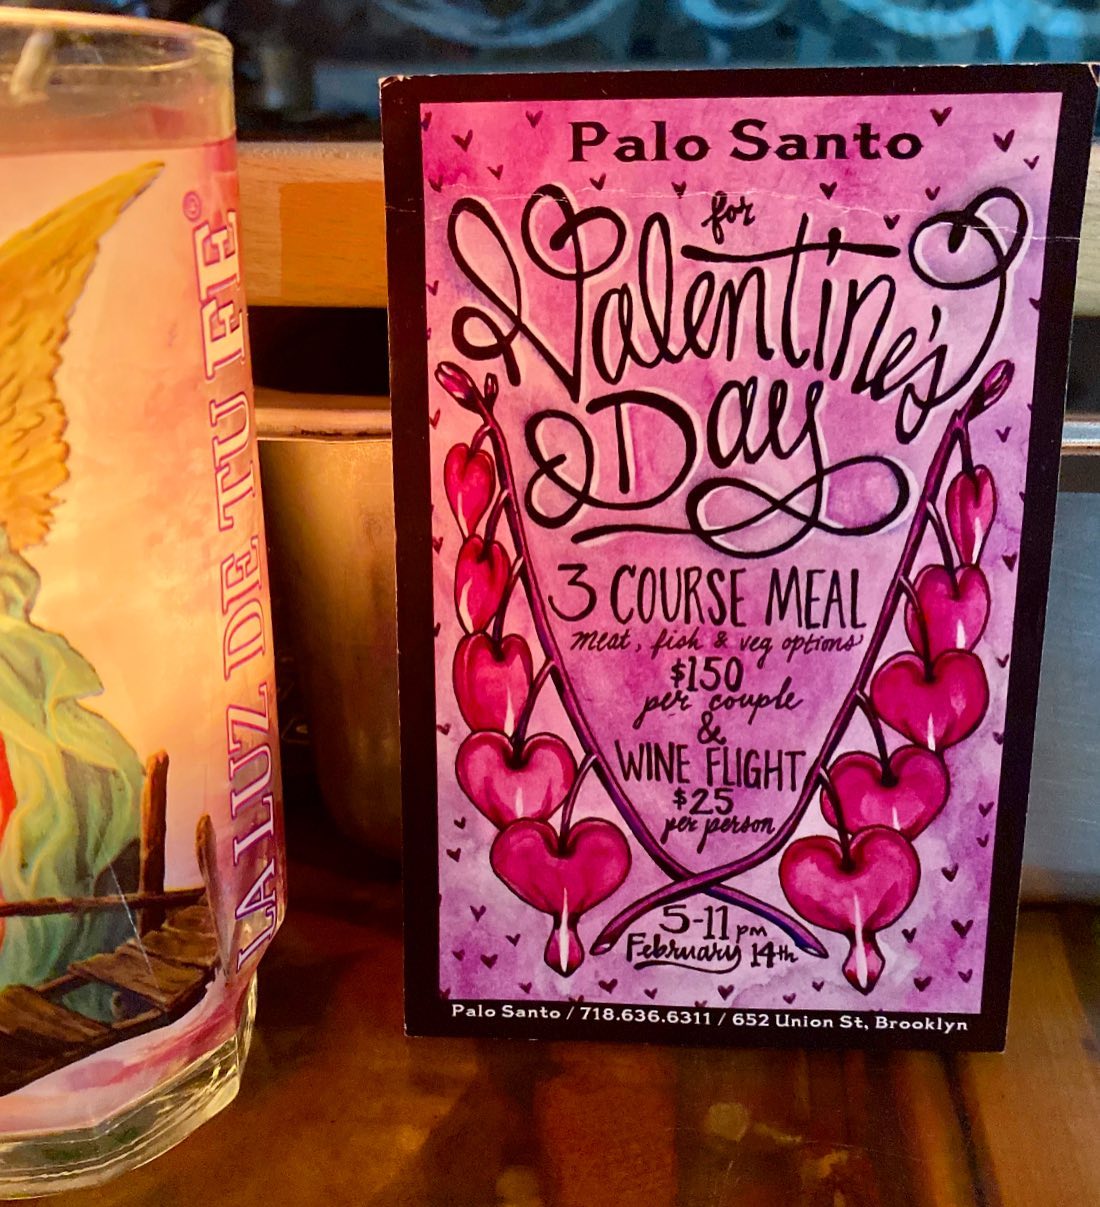 LA LUZ DE TU FE©
Palo Santo
for
Valentine's
Day
3 COURSE MEAL
meat, fish & veg options
$150
per couple
&
WINE FLIGHT
$25
per person
5-11 pm
February 14th
Palo Santo / 718.636.6311 / 652 Union St, Brooklyn